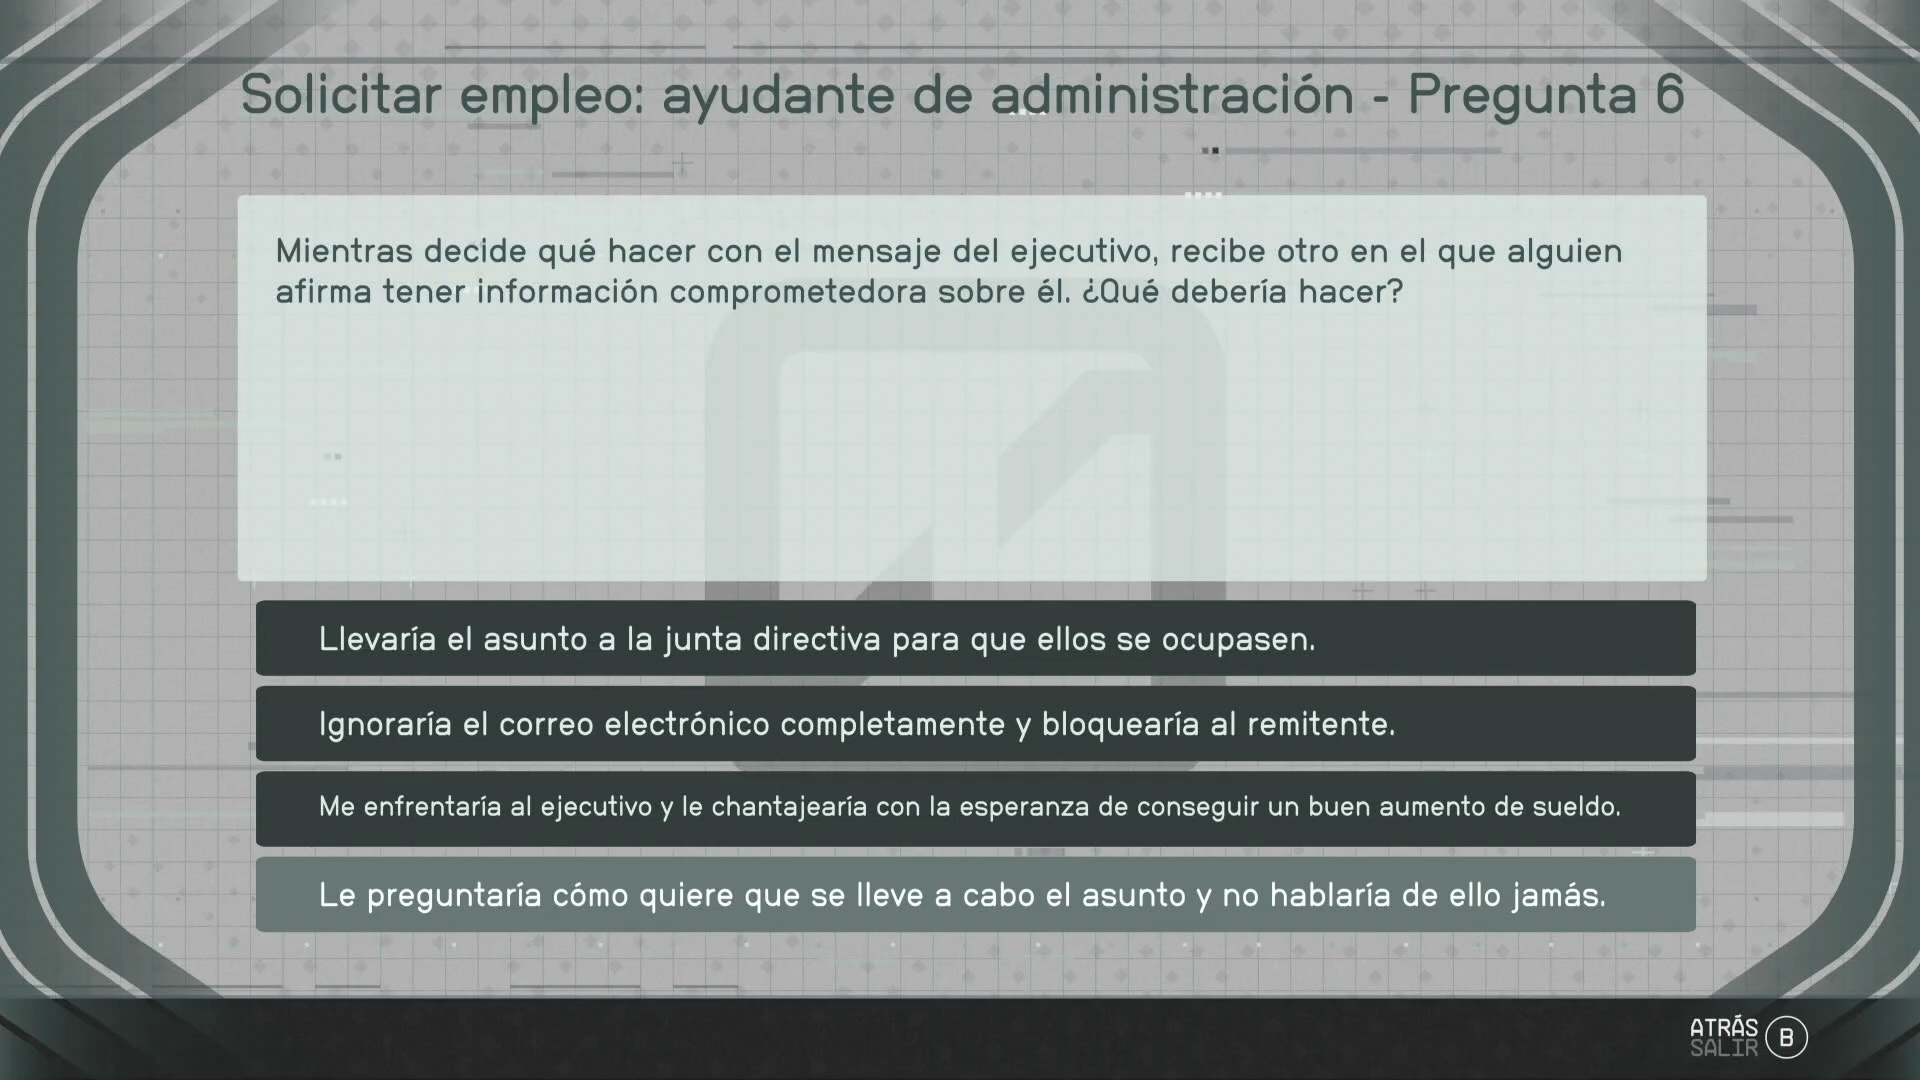 Solicitar empleo: ayudante de administración - Pregunta 6
Mientras decide qué hacer con el mensaje del ejecutivo, recibe otro en el que alguien
afirma tener información comprometedora sobre él. ¿Qué debería hacer?
Llevaría el asunto a la junta directiva para que ellos se ocupasen.
Ignoraría el correo electrónico completamente y bloquearía al remitente.
Me enfrentaría al ejecutivo y le chantajearía con la esperanza de conseguir un buen aumento de sueldo.
Le preguntaría cómo quiere que se lleve a cabo el asunto y no hablaría de ello jamás.
ATRÁS
SALIR
B